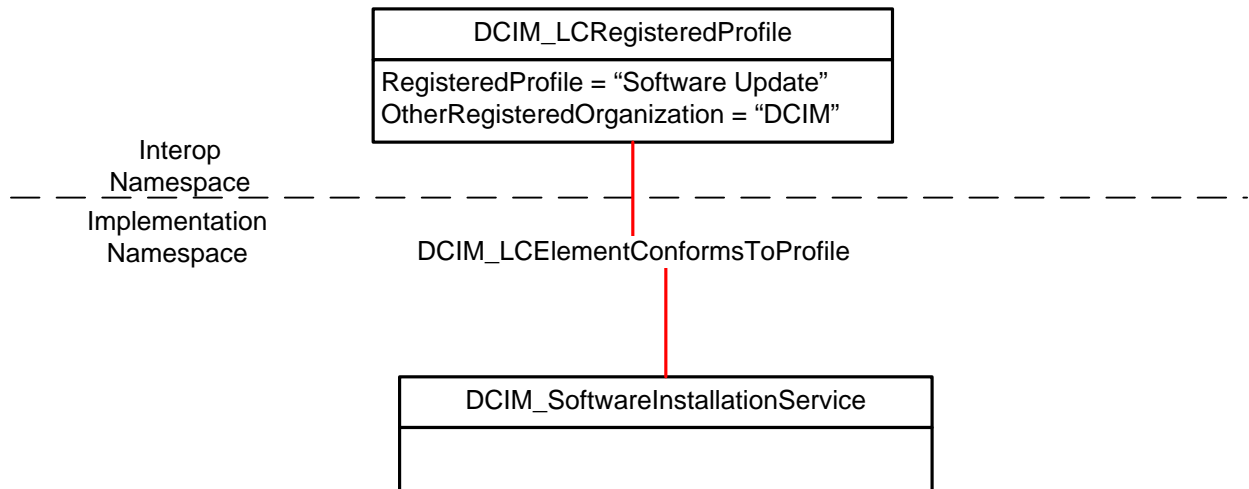 DCIM_LCRegisteredProfile
RegisteredProfile = “Software Update”
OtherRegisteredOrganization = “DCIM”
Interop
Namespace
Implementation
Namespace
DCIM_LCElementConformsToProfile
DCIM_SoftwareInstallationService